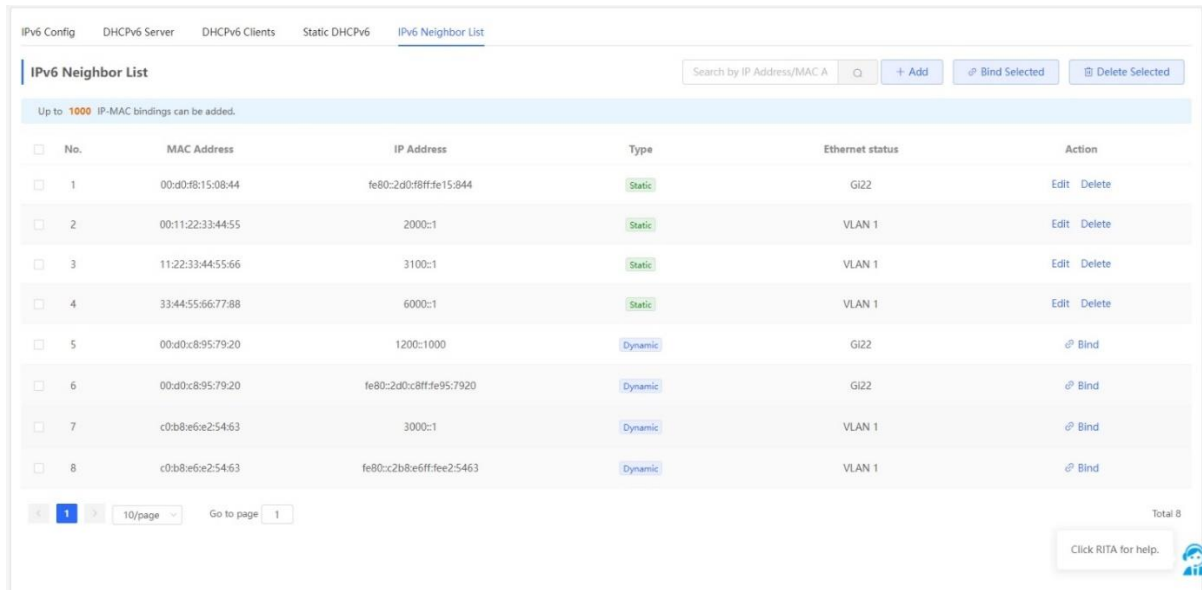 IPv6 Config DHCPv6 Server DHCPv6 Clients Static DHCPv6 IPv6 Neighbor List
IPv6 Neighbor List Search by IP Address/MAC A + Add Bind Selected Delete Selected
Up to 1000 IP-MAC bindings can be added.
No. MAC Address IP Address Type Ethernet status Action
1 00:d0:f8:15:08:44 fe80::2d0:f8ff:fe15:844 Static Gi22 Edit Delete
2 00:11:22:33:44:55 2000::1 Static VLAN 1 Edit Delete
3 11:22:33:44:55:66 3100::1 Static VLAN 1 Edit Delete
4 33:44:55:66:77:88 6000::1 Static VLAN 1 Edit Delete
5 00:d0:c8:95:79:20 1200::1000 Dynamic Gi22 Bind
6 00:d0:c8:95:79:20 fe80::2d0:c8ff:fe95:7920 Dynamic Gi22 Bind
7 c0:b8:e6:e2:54:63 3000::1 Dynamic VLAN 1 Bind
8 c0:b8:e6:e2:54:63 fe80::c2b8:e6ff:fee2:5463 Dynamic VLAN 1 Bind
< 1 > 10/page Go to page 1 Total 8
Click RITA for help.